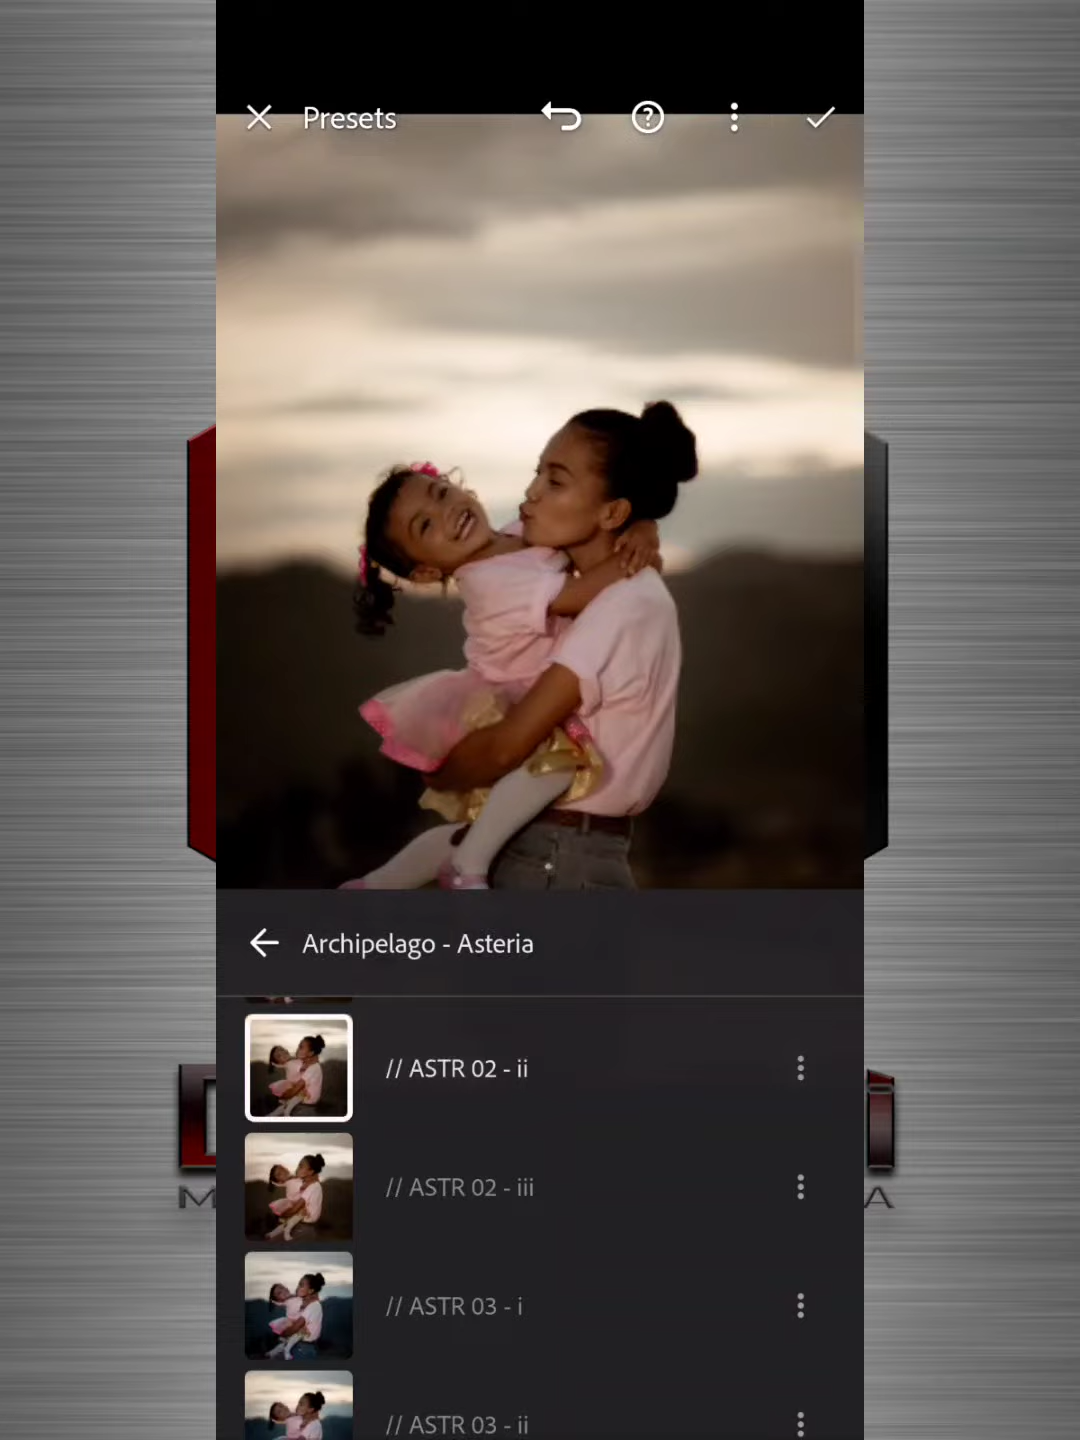 Presets
Archipelago - Asteria
// ASTR 02 - ii
// ASTR 02 - iii
// ASTR 03 - i
// ASTR 03 - ii